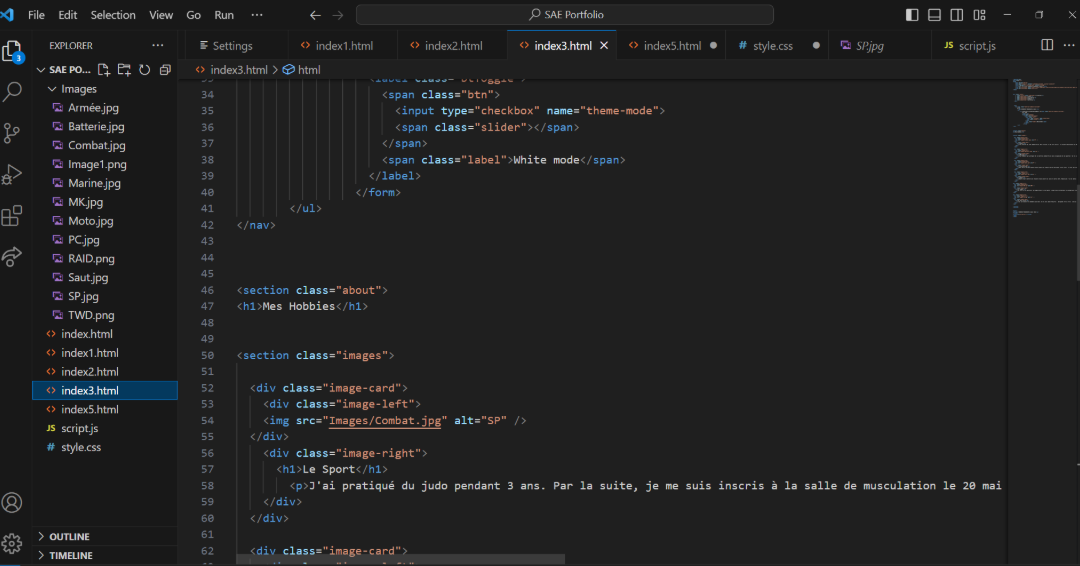 File Edit Selection View Go Run ··· SAE Portfolio
EXPLORER ···
Settings index1.html index2.html index3.html index5.html style.css SP.jpg script.js
SAE PO...
index3.html > html
Images
Armée.jpg
Batterie.jpg
Combat.jpg
Image1.png
Marine.jpg
MK.jpg
Moto.jpg
PC.jpg
RAID.png
Saut.jpg
SP.jpg
TWD.png
index.html
index1.html
index2.html
index3.html
index5.html
JS script.js
# style.css
OUTLINE
TIMELINE
3
33 <label class="btToggle">
34 <span class="btn">
35 <input type="checkbox" name="theme-mode">
36 <span class="slider"></span>
37 </span>
38 <span class="label">White mode</span>
39 </label>
40 </form>
41 </ul>
42 </nav>
43
44
45
46 <section class="about">
47 <h1>Mes Hobbies</h1>
48
49
50 <section class="images">
51
52 <div class="image-card">
53 <div class="image-left">
54 <img src="Images/Combat.jpg" alt="SP" />
55 </div>
56 <div class="image-right">
57 <h1>Le Sport</h1>
58 <p>J'ai pratiqué du judo pendant 3 ans. Par la suite, je me suis inscris à la salle de musculation le 20 mai
59 </div>
60 </div>
61
62 <div class="image-card">